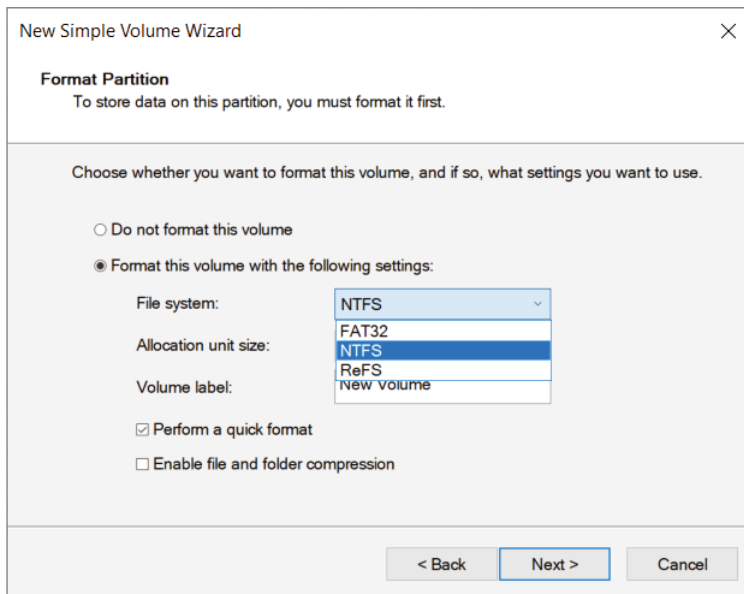 New Simple Volume Wizard
Format Partition
To store data on this partition, you must format it first.
Choose whether you want to format this volume, and if so, what settings you want to use.
Do not format this volume
Format this volume with the following settings:
File system: NTFS
FAT32
Allocation unit size: NTFS
ReFS
Volume label: New Volume
Perform a quick format
Enable file and folder compression
< Back Next > Cancel